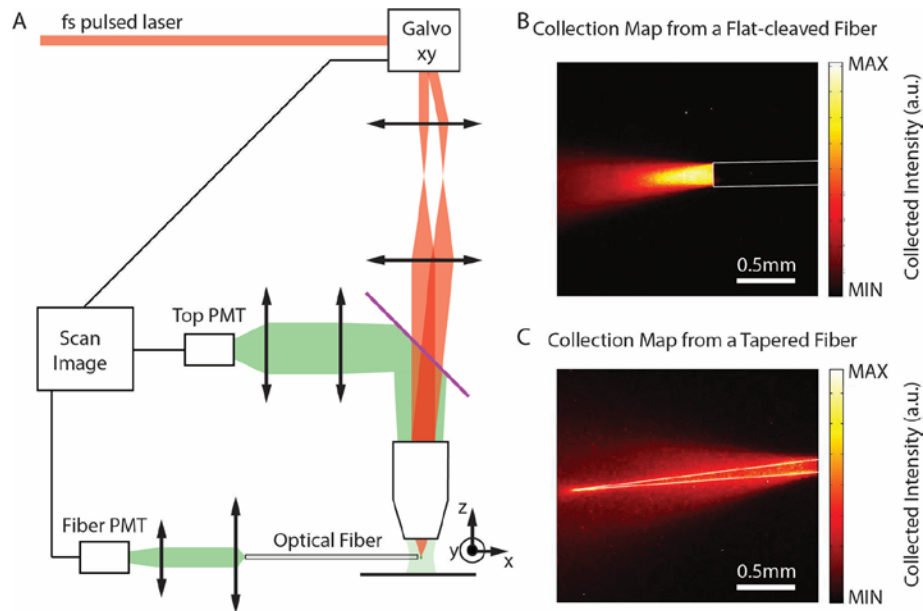 A
fs pulsed laser
Galvo
xy
Top PMT
Scan
Image
Fiber PMT
Optical Fiber
z
y
x
B Collection Map from a Flat-cleaved Fiber
MAX
0.5mm
MIN
Collected Intensity (a.u.)
C Collection Map from a Tapered Fiber
MAX
0.5mm
MIN
Collected Intensity (a.u.)